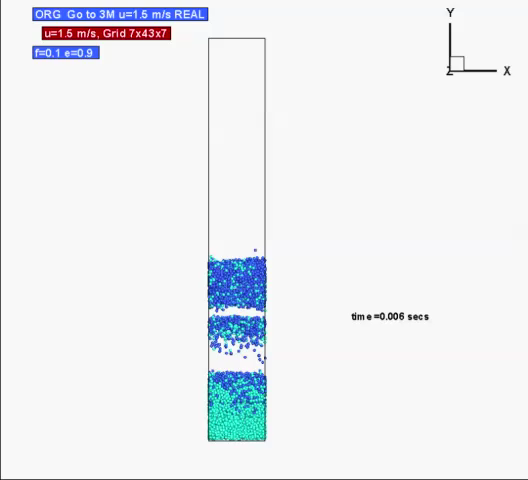 ORG Go to 3M u=1.5 m/s REAL
u=1.5 m/s, Grid 7x43x7
f=0.1 e=0.9
Y
Z
X
time=0.006 secs